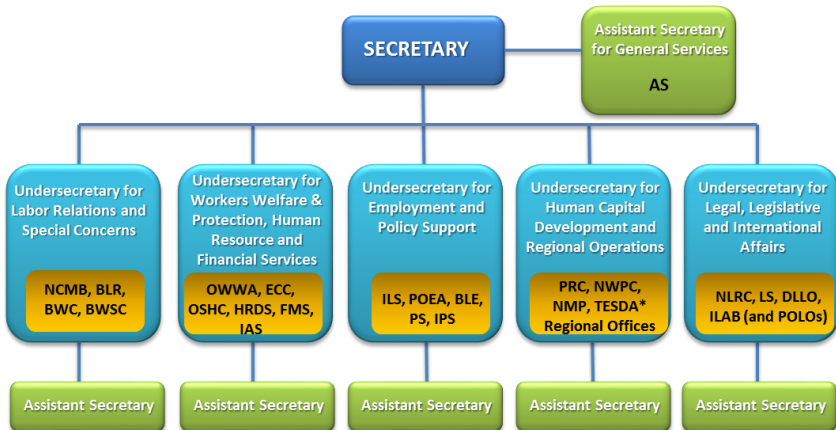 SECRETARY
Assistant Secretary
for General Services
AS
Undersecretary for
Labor Relations and
Special Concerns
NCMB, BLR,
BWC, BWSC
Undersecretary for
Workers Welfare &
Protection, Human
Resource and
Financial Services
OWWA, ECC,
OSHC, HRDS, FMS,
IAS
Undersecretary for
Employment and
Policy Support
ILS, POEA, BLE,
PS, IPS
Undersecretary for
Human Capital
Development and
Regional Operations
PRC, NWPC,
NMP, TESDA*
Regional Offices
Undersecretary for
Legal, Legislative
and International
Affairs
NLRC, LS, DLLO,
ILAB (and POLOs)
Assistant Secretary
Assistant Secretary
Assistant Secretary
Assistant Secretary
Assistant Secretary